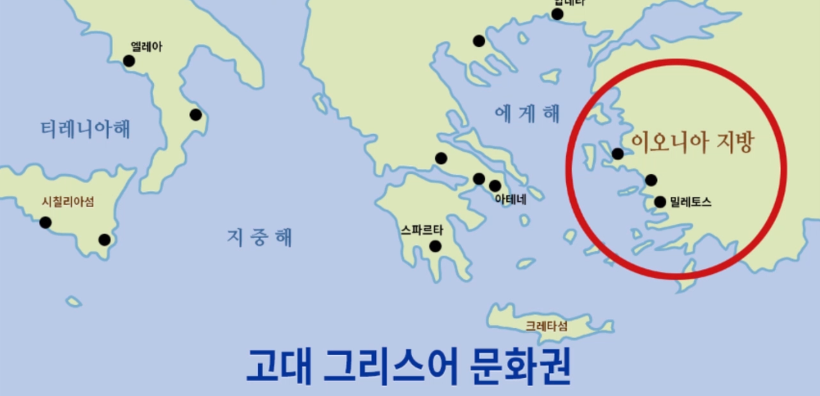 엘레아
에게해
티레니아해
이오니아 지방
시칠리아섬
아테네
밀레토스
스파르타
지중해
크레타섬
고대 그리스어 문화권